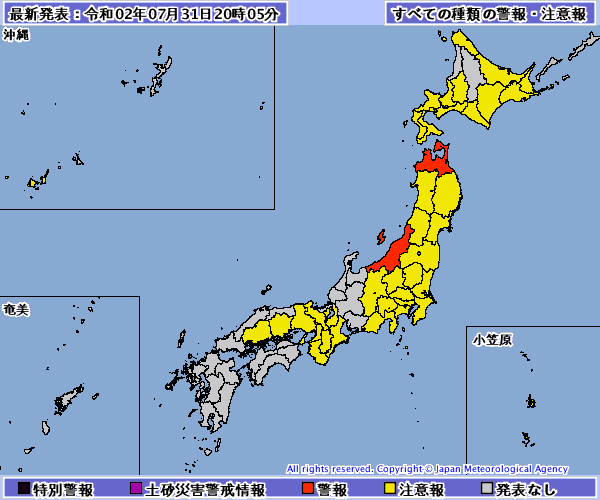 最新発表:令和02年07月31日20時05分
すべての種類の警報・注意報
沖縄
奄美
小笠原
All rights reserved. Copyright © Japan Meteorological Agency
特別警報
土砂災害警戒情報
警報
注意報
発表なし